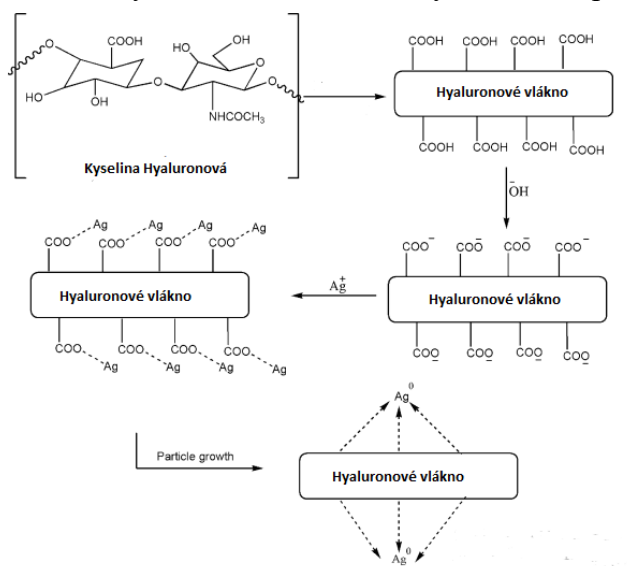 COOH
HO
OH
HO
OH
HO
NHCOCH3
Kyselina Hyaluronová
COOH COOH COOH COOH
Hyaluronové vlákno
COOH COOH COOH COOH
OH
COO- COO- COO- COO-
Hyaluronové vlákno
COO- COO- COO- COO-
Ag+
Ag Ag Ag Ag
COO COO COO COO
Hyaluronové vlákno
COO COO COO COO
Ag Ag Ag Ag
Particle growth
Ag0
Hyaluronové vlákno
Ag0